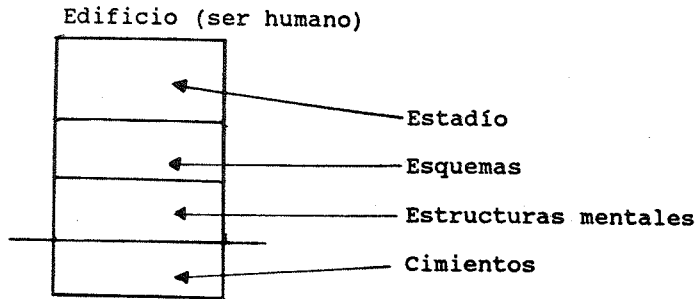 Edificio (ser humano)
Estadío
Esquemas
Estructuras mentales
Cimientos